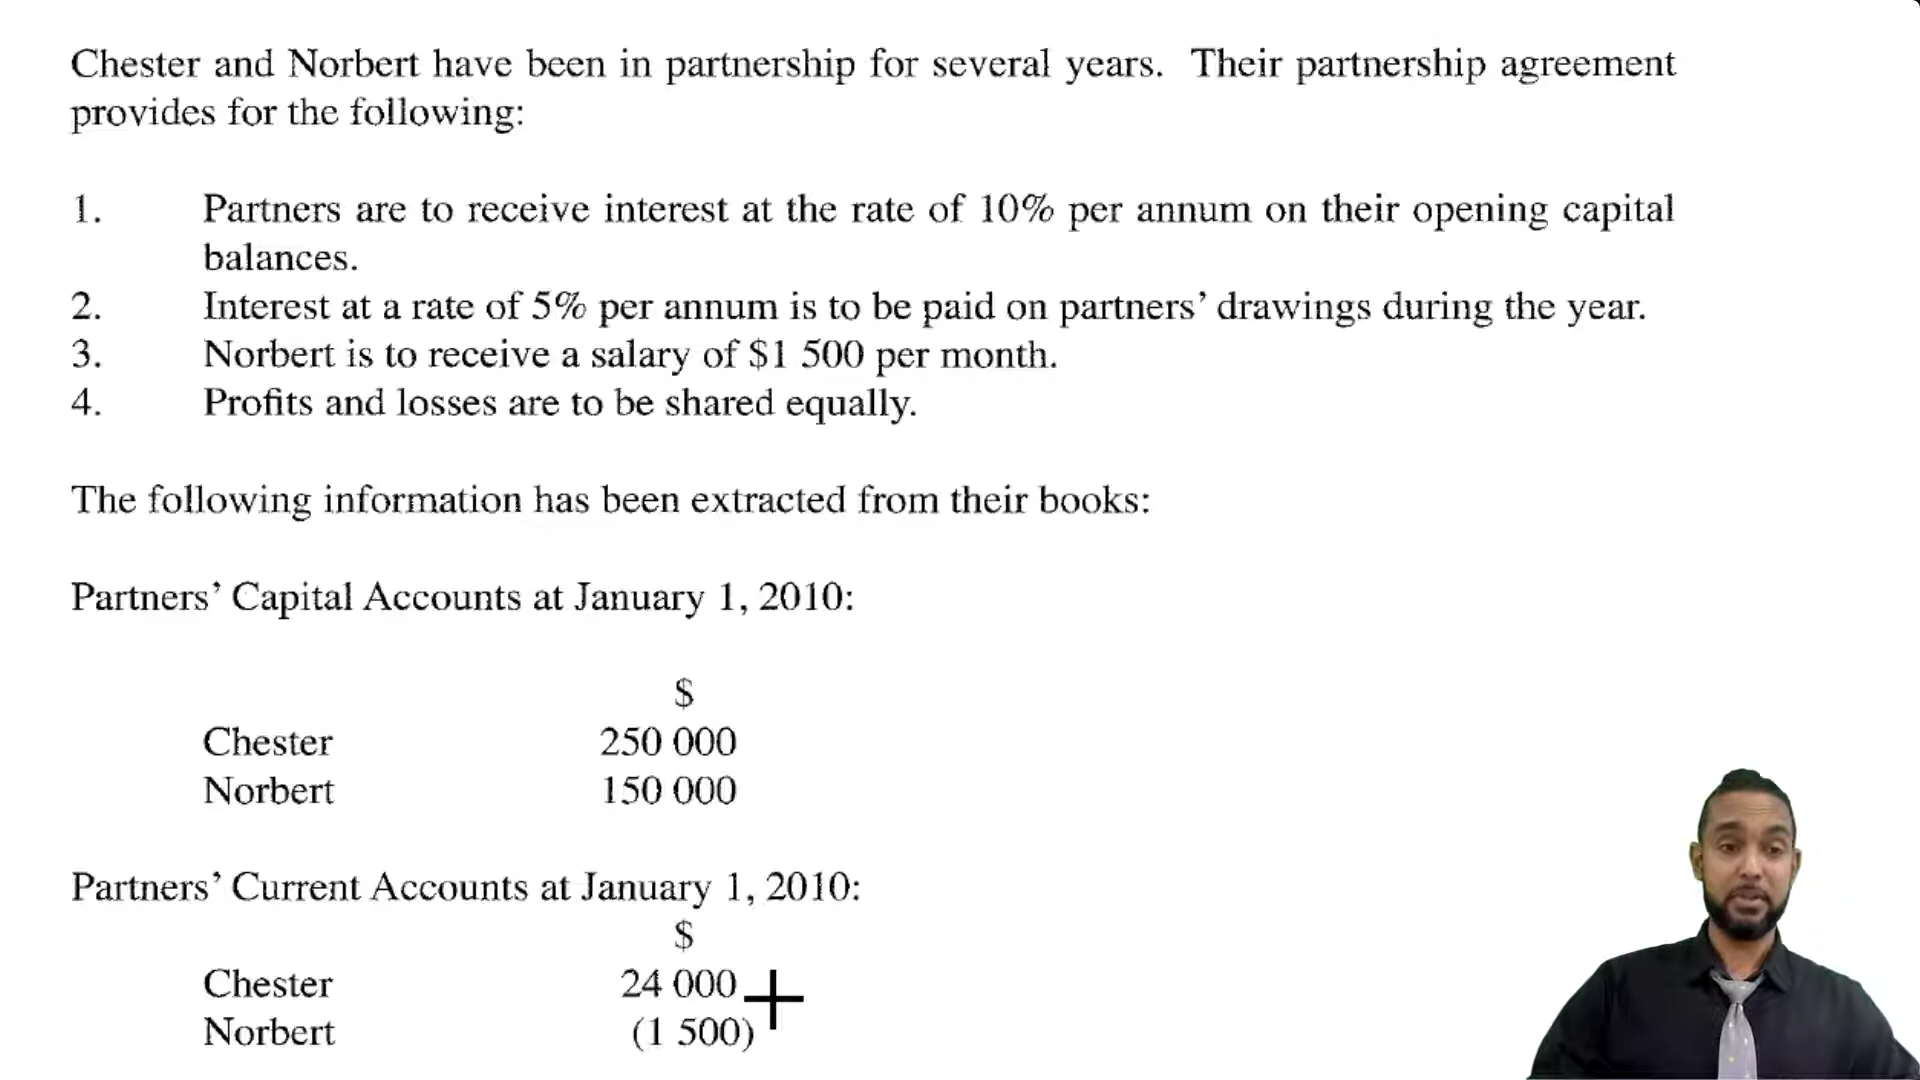 Chester and Norbert have been in partnership for several years. Their partnership agreement
provides for the following:
1. Partners are to receive interest at the rate of 10% per annum on their opening capital
balances.
2. Interest at a rate of 5% per annum is to be paid on partners’ drawings during the year.
3. Norbert is to receive a salary of $1 500 per month.
4. Profits and losses are to be shared equally.
The following information has been extracted from their books:
Partners’ Capital Accounts at January 1, 2010:
$
Chester 250 000
Norbert 150 000
Partners’ Current Accounts at January 1, 2010:
$
Chester 24 000
Norbert (1 500)